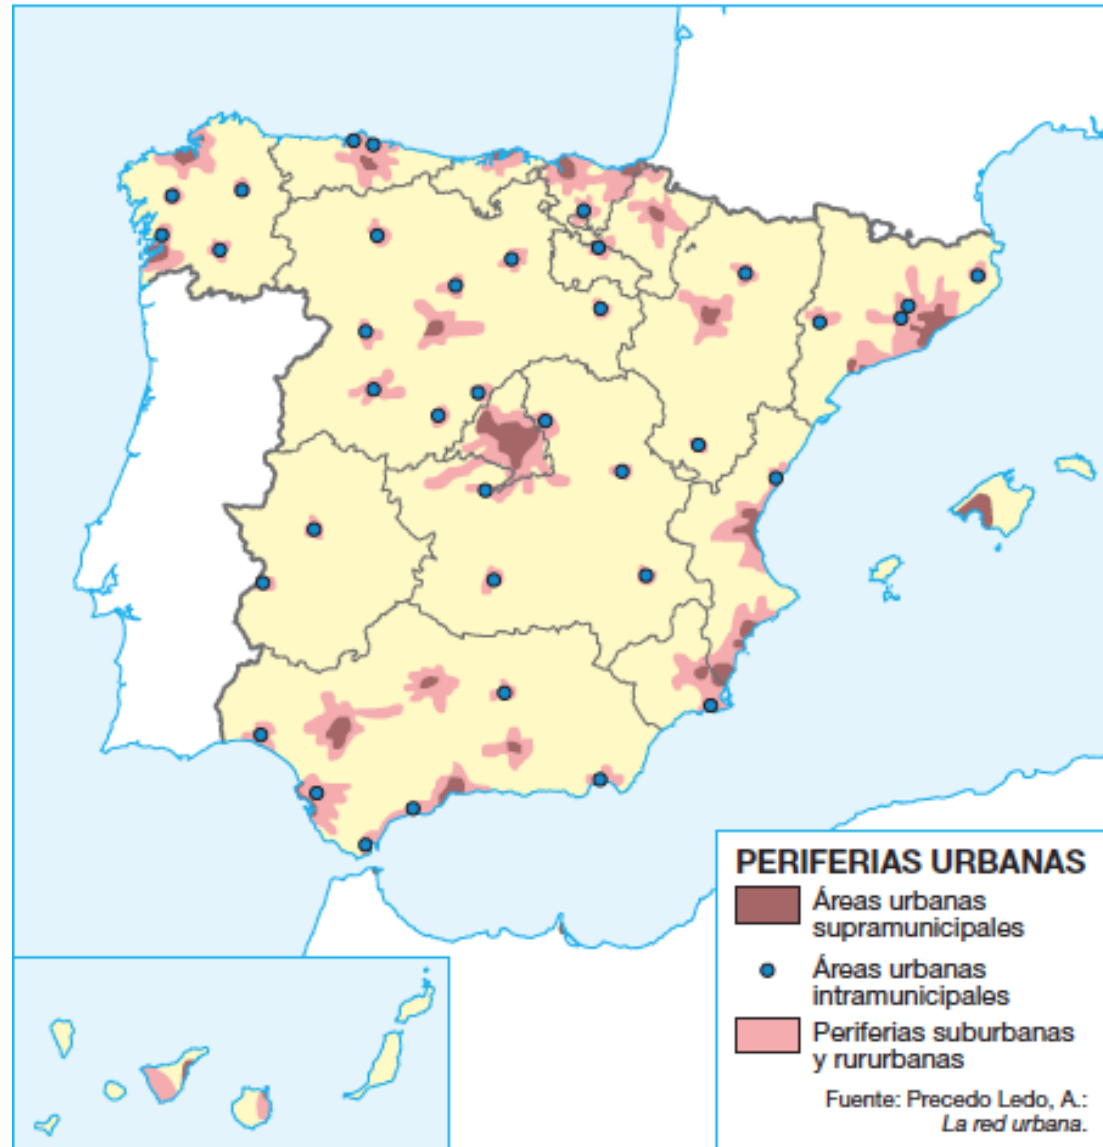 PERIFERIAS URBANAS
Áreas urbanas
supramunicipales
Áreas urbanas
intramunicipales
Periferias suburbanas
y rururbanas
Fuente: Precedo Ledo, A.:
La red urbana.